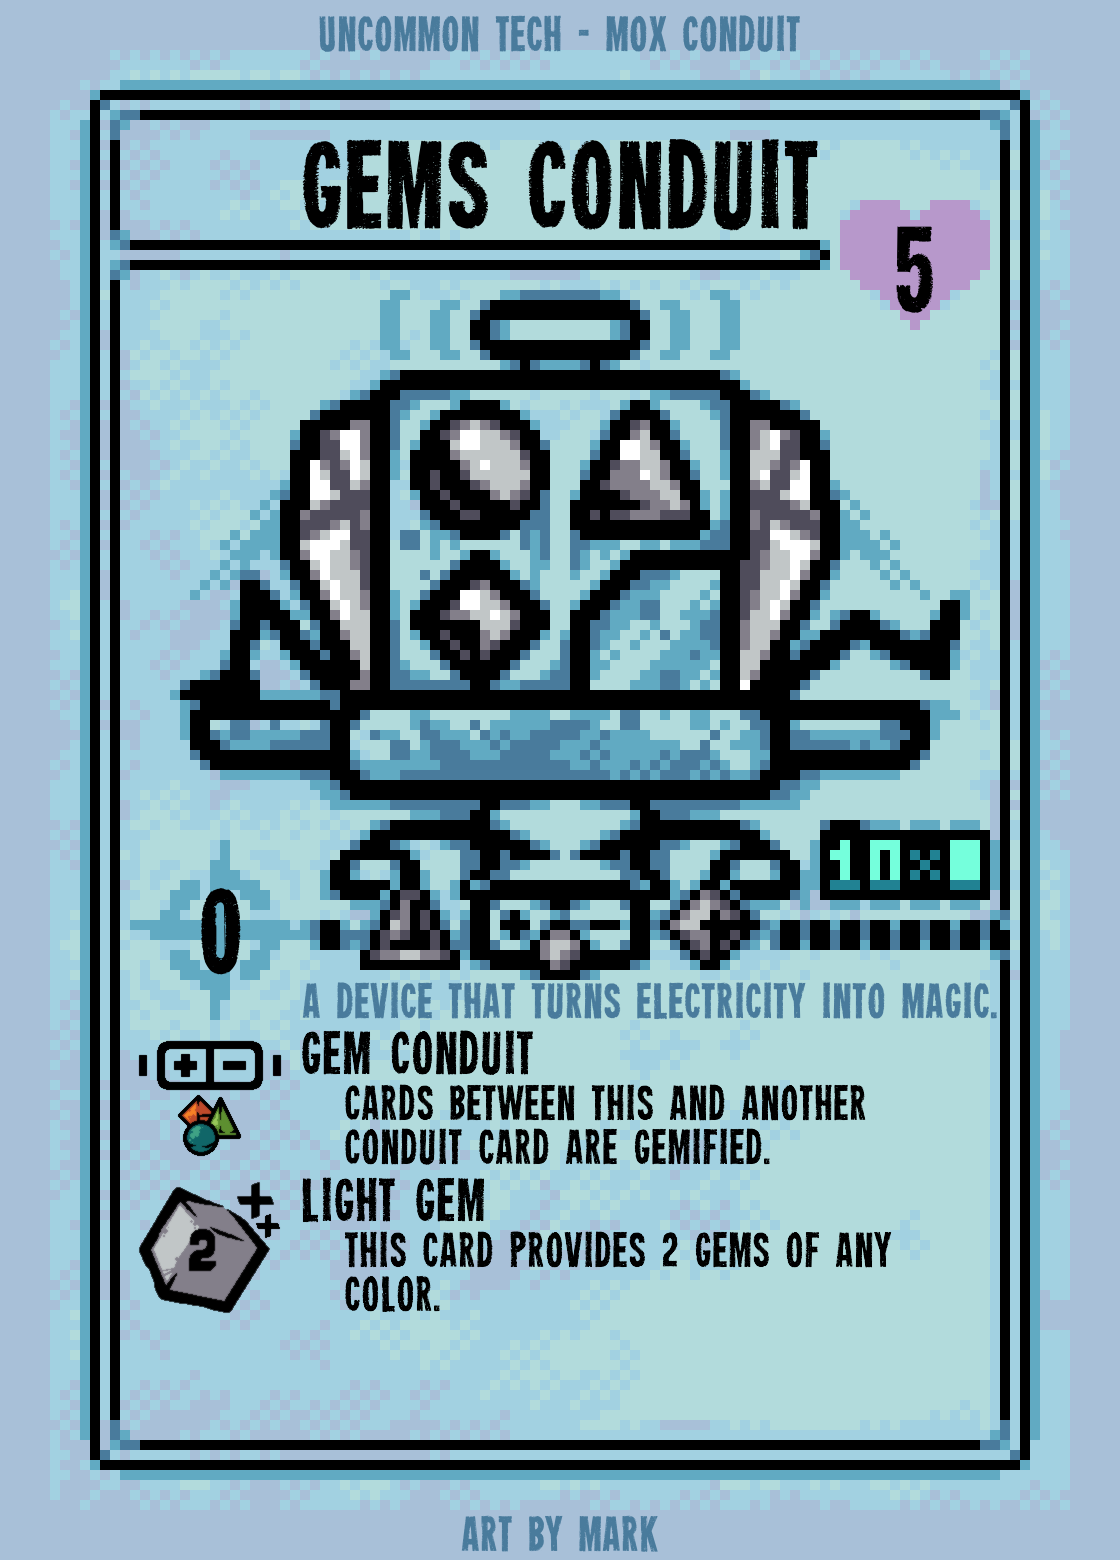 UNCOMMON TECH - MOX CONDUIT
GEMS CONDUIT
5
10×
0
A DEVICE THAT TURNS ELECTRICITY INTO MAGIC.
GEM CONDUIT
CARDS BETWEEN THIS AND ANOTHER
CONDUIT CARD ARE GEMIFIED.
LIGHT GEM
2
THIS CARD PROVIDES 2 GEMS OF ANY
COLOR.
ART BY MARK